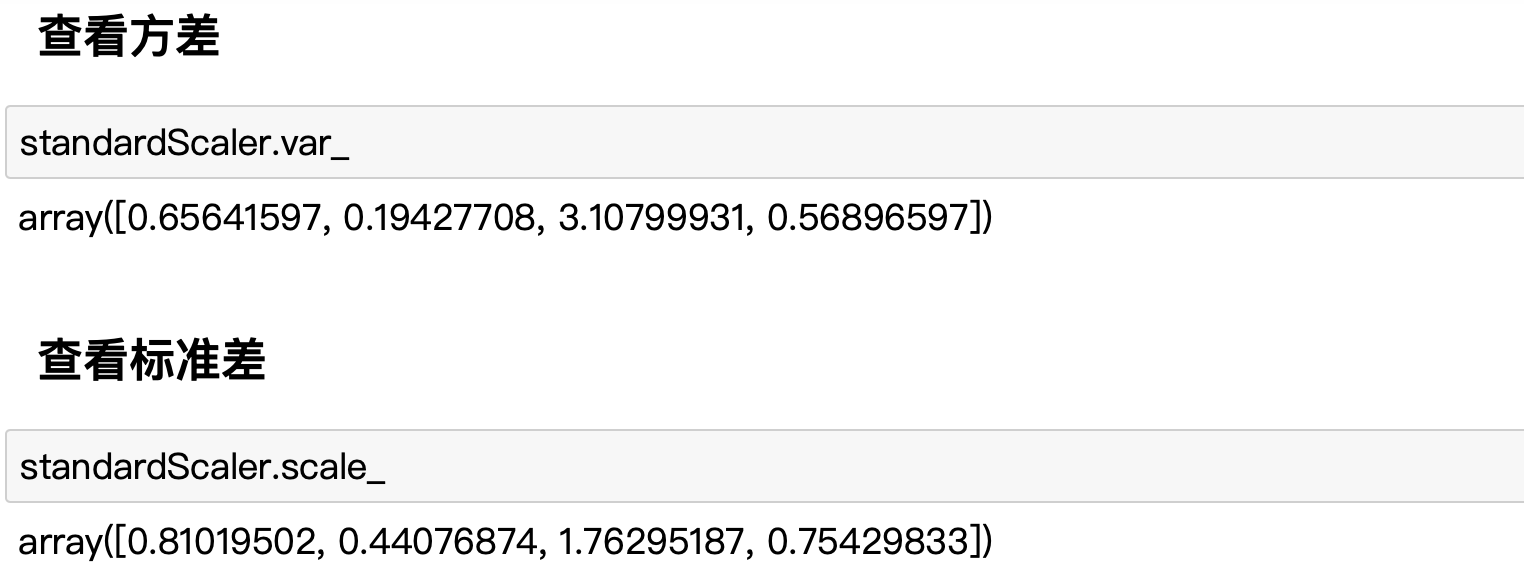 查看方差
standardScaler.var_
array([0.65641597, 0.19427708, 3.10799931, 0.56896597])
查看标准差
standardScaler.scale_
array([0.81019502, 0.44076874, 1.76295187, 0.75429833])